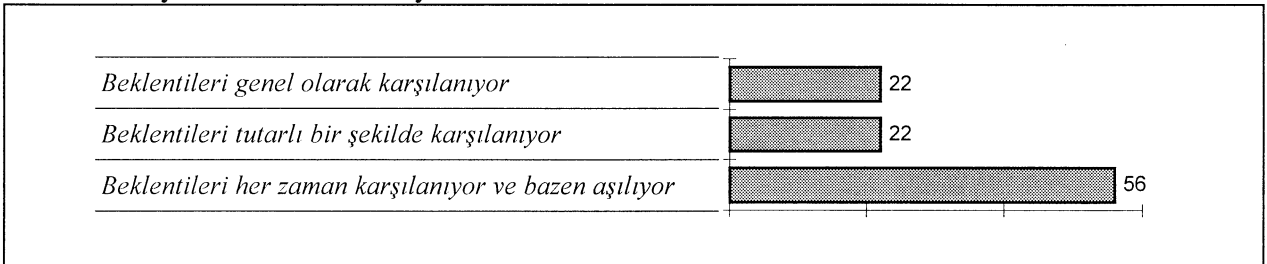 Beklentileri genel olarak karşılanıyor 22
Beklentileri tutarlı bir şekilde karşılanıyor 22
Beklentileri her zaman karşılanıyor ve bazen aşılıyor 56